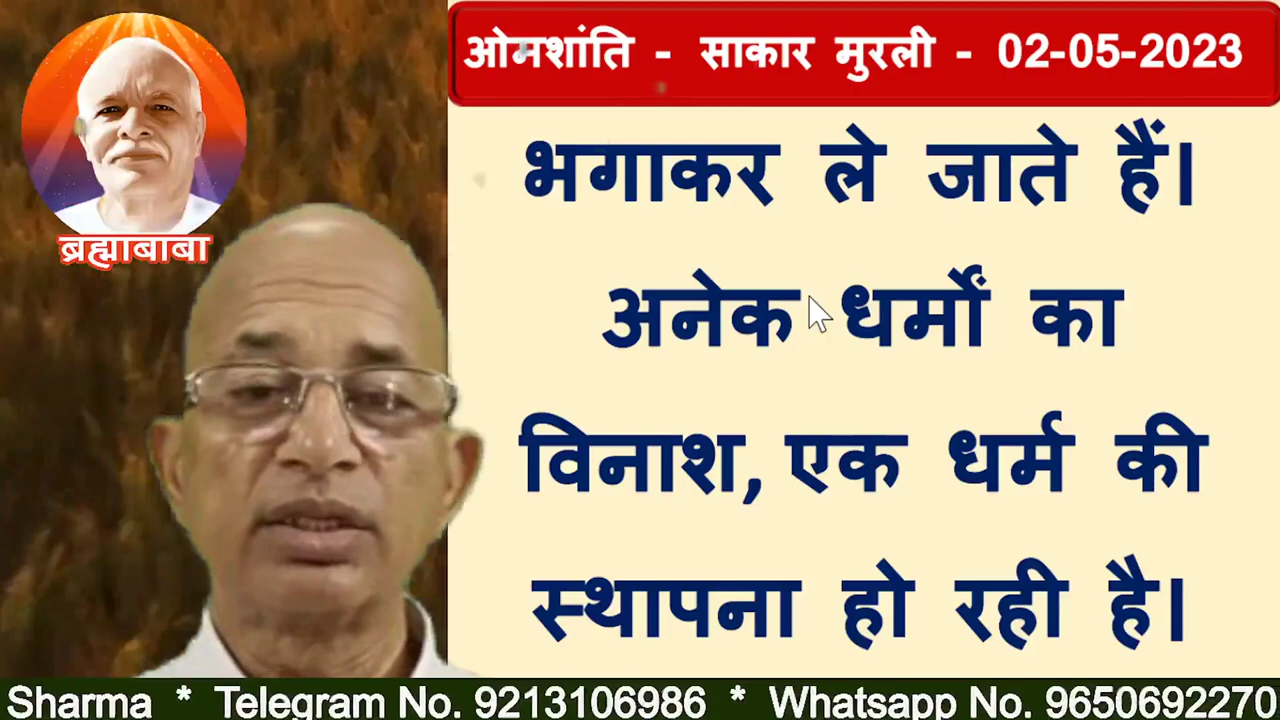 ओमशांति - साकार मुरली - 02-05-2023
ब्रह्माबाबा
भगाकर ले जाते हैं।
अनेक धर्मों का
विनाश, एक धर्म की
स्थापना हो रही है।
Sharma * Telegram No. 9213106986 * Whatsapp No. 9650692270